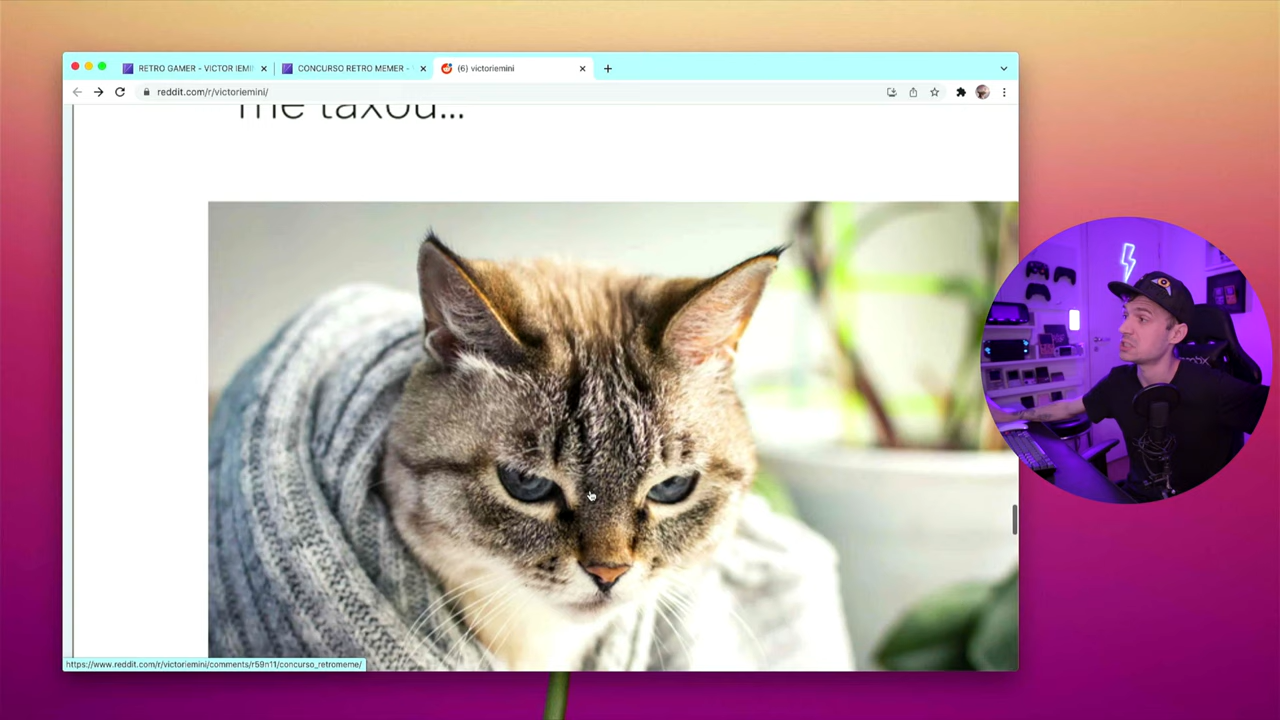 RETRO GAMER - VICTOR IEMIN
CONCURSO RETRO MEMER -
(6) victoriemini
reddit.com/r/victoriemini/
me taxou...
https://www.reddit.com/r/victoriemini/comments/r59n11/concurso_retromeme/